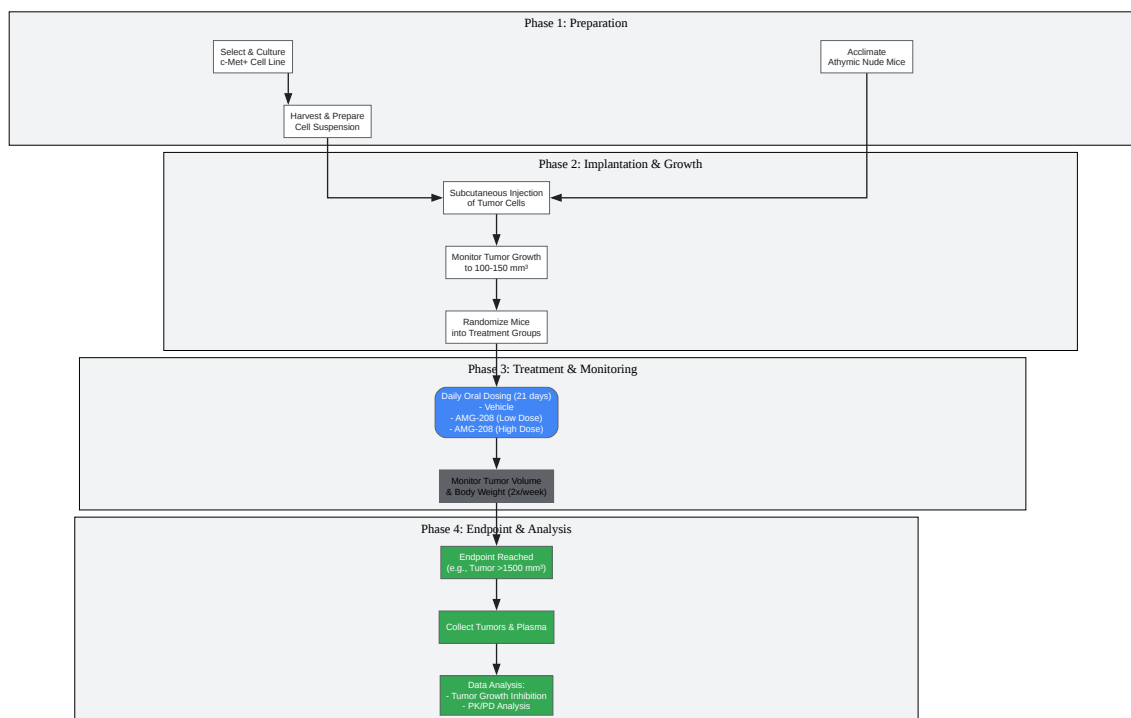 Phase 1: Preparation
Select & Culture
c-Met+ Cell Line
Acclimate
Athymic Nude Mice
Harvest & Prepare
Cell Suspension
Phase 2: Implantation & Growth
Subcutaneous Injection
of Tumor Cells
Monitor Tumor Growth
to 100-150 mm³
Randomize Mice
into Treatment Groups
Phase 3: Treatment & Monitoring
Daily Oral Dosing (21 days)
- Vehicle
- AMG-208 (Low Dose)
- AMG-208 (High Dose)
Monitor Tumor Volume
& Body Weight (2x/week)
Phase 4: Endpoint & Analysis
Endpoint Reached
(e.g., Tumor >1500 mm³)
Collect Tumors & Plasma
Data Analysis:
- Tumor Growth Inhibition
- PK/PD Analysis